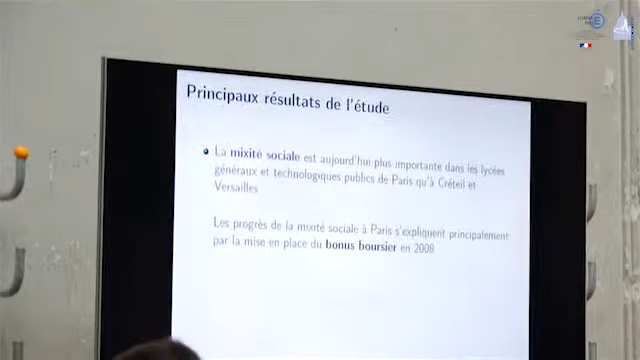 Principaux résultats de l'étude
La mixité sociale est aujourd'hui plus importante dans les lycées
généraux et technologiques publics de Paris qu'à Créteil et
Versailles
Les progrès de la mixité sociale à Paris s'expliquent principalement
par la mise en place du bonus boursier en 2008